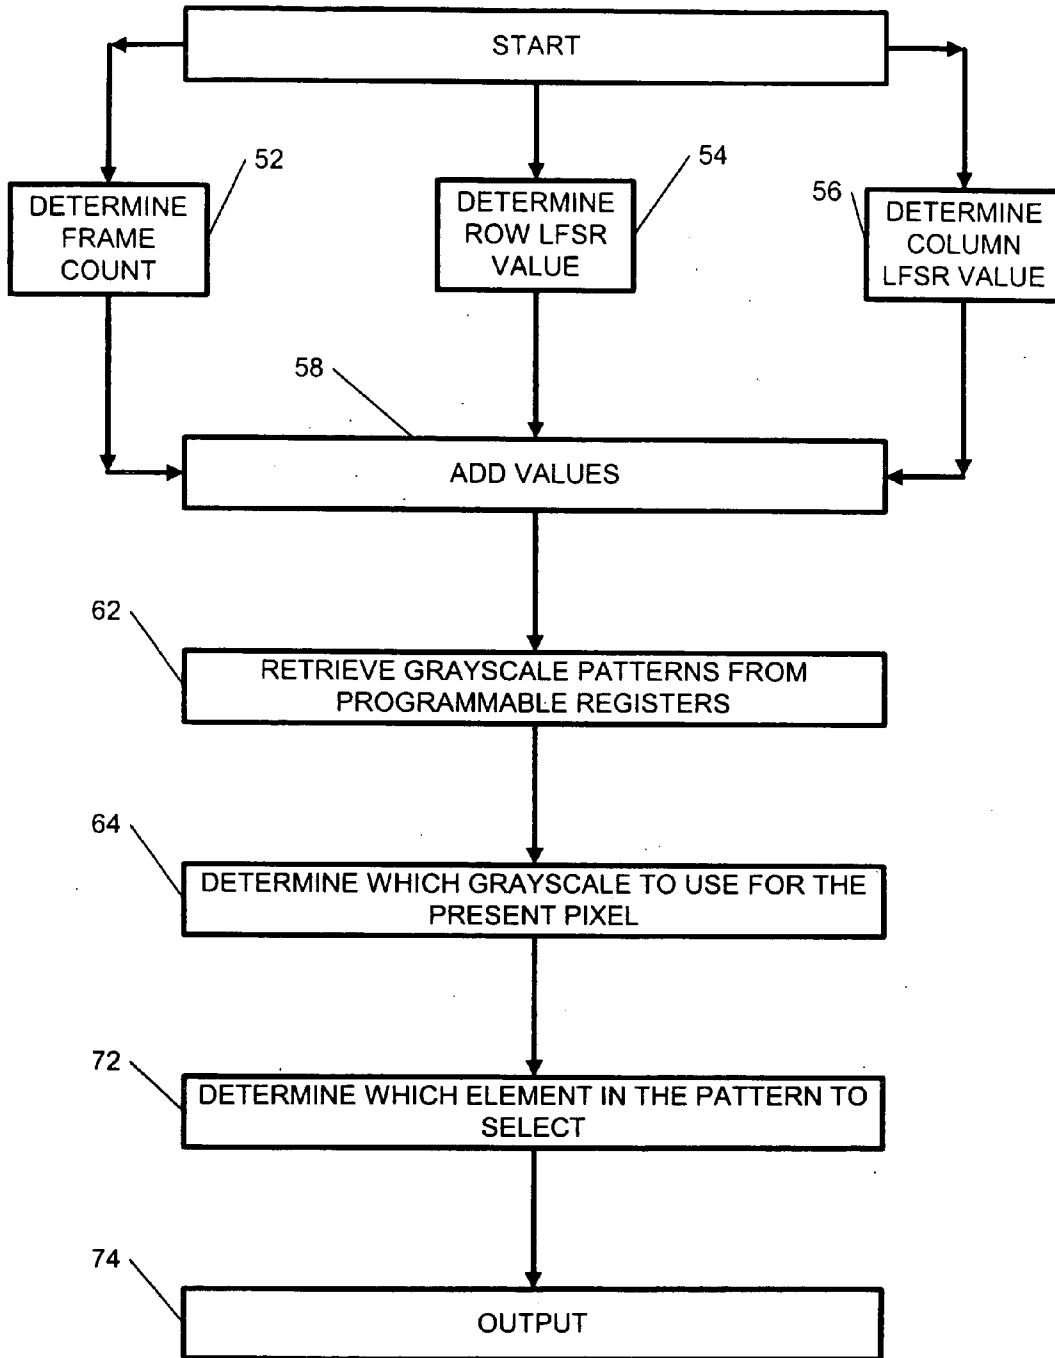 START
52
DETERMINE
FRAME
COUNT
54
DETERMINE
ROW LFSR
VALUE
56
DETERMINE
COLUMN
LFSR VALUE
58
ADD VALUES
62
RETRIEVE GRAYSCALE PATTERNS FROM
PROGRAMMABLE REGISTERS
64
DETERMINE WHICH GRAYSCALE TO USE FOR THE
PRESENT PIXEL
72
DETERMINE WHICH ELEMENT IN THE PATTERN TO
SELECT
74
OUTPUT